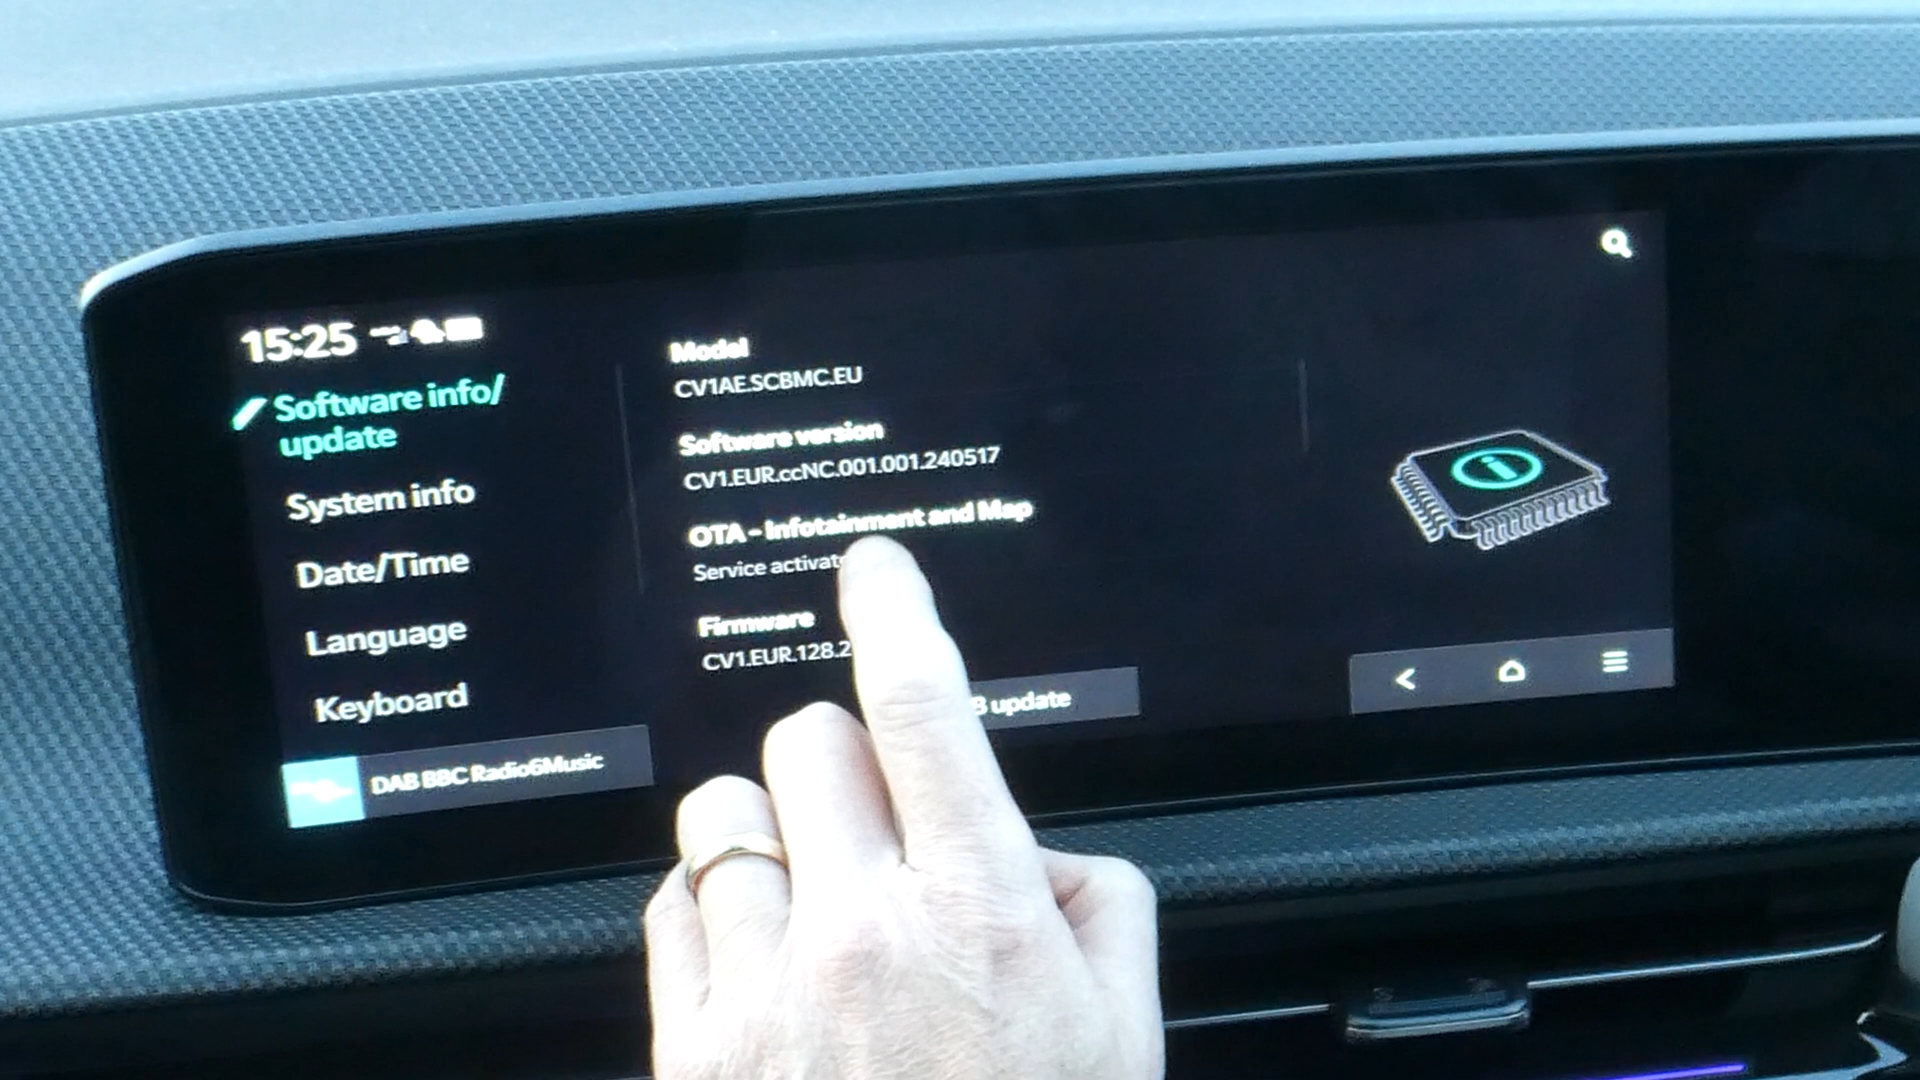 15:25
Software info/
update
System info
Date/Time
Language
Keyboard
DAB BBC Radio6Music
Model
CV1AE.SCBMC.EU
Software version
CV1.EUR.ccNC.001.001.240517
OTA - Infotainment and Map
Service
Firmware
CV1.EUR.128.2
update